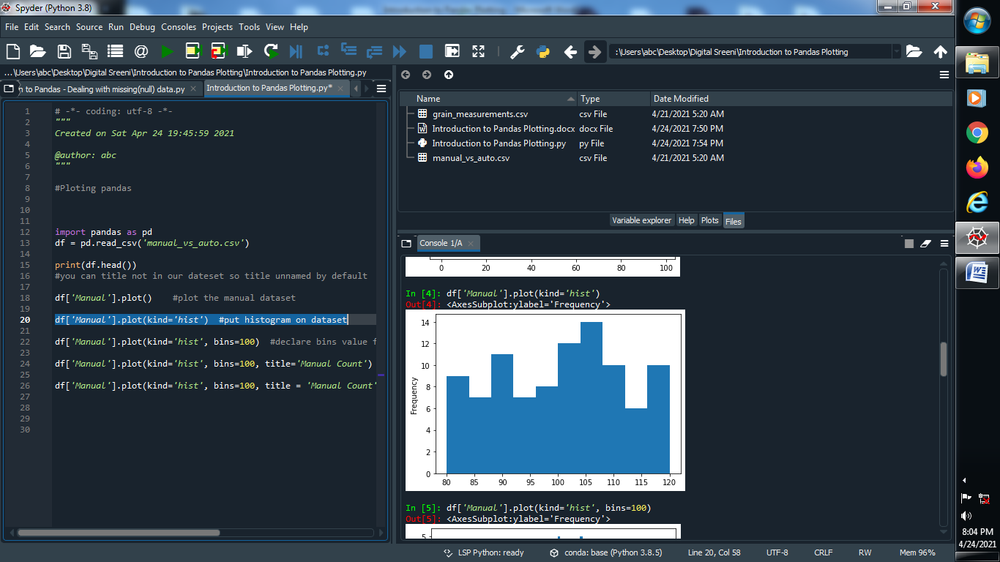 Spyder (Python 3.8)
File Edit Search Source Run Debug Consoles Projects Tools View Help
:\Users\abc\Desktop\Digital Sreeni\Introduction to Pandas Plotting
...\Users\abc\Desktop\Digital Sreeni\Introduction to Pandas Plotting\Introduction to Pandas Plotting.py
n to Pandas - Dealing with missing(null) data.py
Introduction to Pandas Plotting.py*
1 # -*- coding: utf-8 -*-
2 """
3 Created on Sat Apr 24 19:45:59 2021
4
5 @author: abc
6 """
7
8 #Ploting pandas
9
10
11
12 import pandas as pd
13 df = pd.read_csv('manual_vs_auto.csv')
14
15 print(df.head())
16 #you can title not in our dateset so title unnamed by default
17
18 df['Manual'].plot() #plot the manual dataset
19
20 df['Manual'].plot(kind='hist') #put histogram on dataset
21
22 df['Manual'].plot(kind='hist', bins=100) #declare bins value f
23
24 df['Manual'].plot(kind='hist', bins=100, title='Manual Count')
25
26 df['Manual'].plot(kind='hist', bins=100, title = 'Manual Count'
27
28
29
30
Name Type Date Modified
grain_measurements.csv csv File 4/21/2021 5:20 AM
Introduction to Pandas Plotting.docx docx File 4/24/2021 7:50 PM
Introduction to Pandas Plotting.py py File 4/24/2021 7:54 PM
manual_vs_auto.csv csv File 4/21/2021 5:20 AM
Variable explorer Help Plots Files
Console 1/A
0 20 40 60 80 100
In [4]: df['Manual'].plot(kind='hist')
Out[4]: <AxesSubplot:ylabel='Frequency'>
14
12
10
8
6
4
2
0
Frequency
80 85 90 95 100 105 110 115 120
In [5]: df['Manual'].plot(kind='hist', bins=100)
Out[5]: <AxesSubplot:ylabel='Frequency'>
5
LSP Python: ready conda: base (Python 3.8.5) Line 20, Col 58 UTF-8 CRLF RW Mem 96%
8:04 PM
4/24/2021